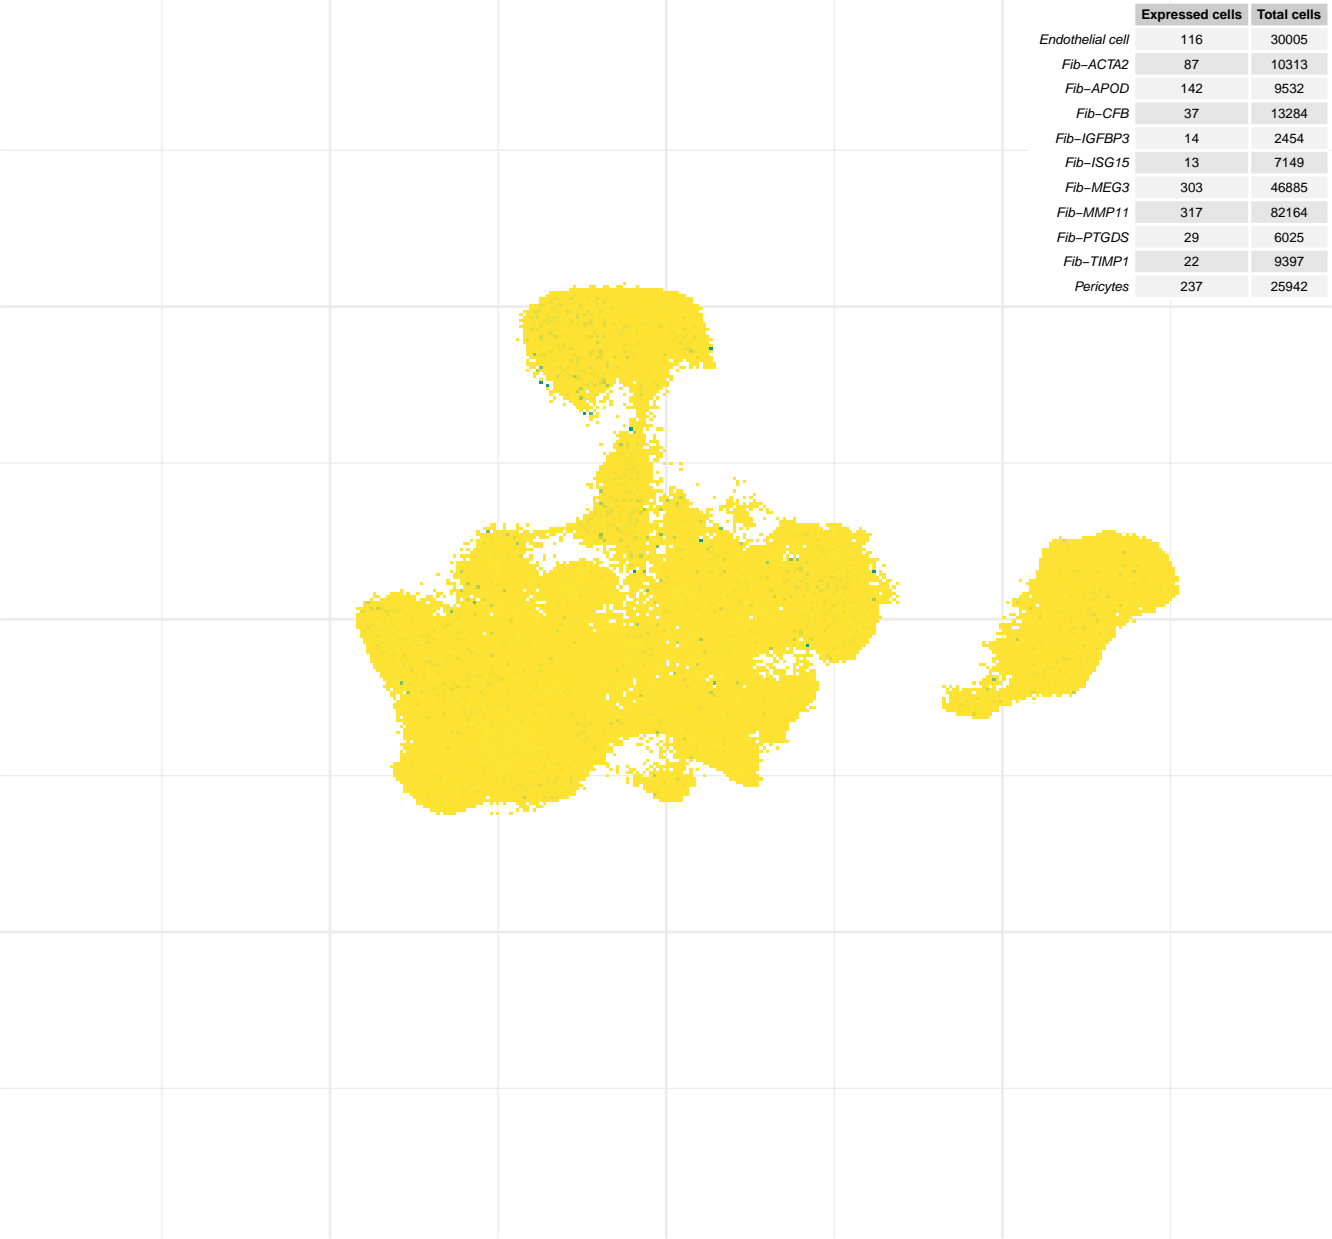 Expressed cells Total cells
Endothelial cell 116 30005
Fib−ACTA2 87 10313
Fib−APOD 142 9532
Fib−CFB 37 13284
Fib−IGFBP3 14 2454
Fib−ISG15 13 7149
Fib−MEG3 303 46885
Fib−MMP11 317 82164
Fib−PTGDS 29 6025
Fib−TIMP1 22 9397
Pericytes 237 25942